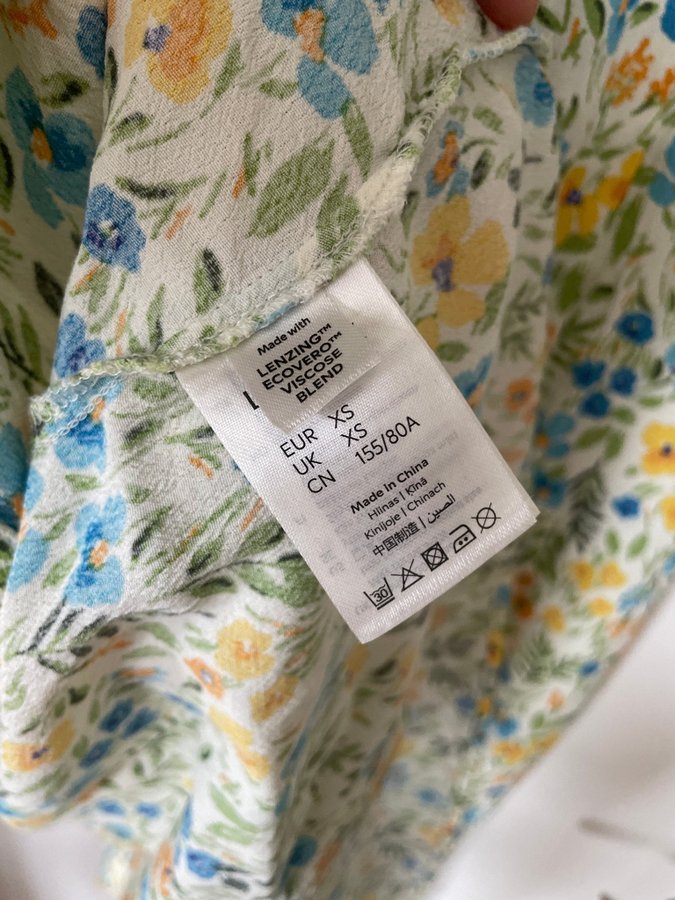 Made with
LENZING™
ECOVERO™
VISCOSE
BLEND
L
EUR XS
UK XS
CN 155/80A
Made in China
Hiinas | Ķīnā
Kinijoje | Chinach
中国制造 | الصين
30